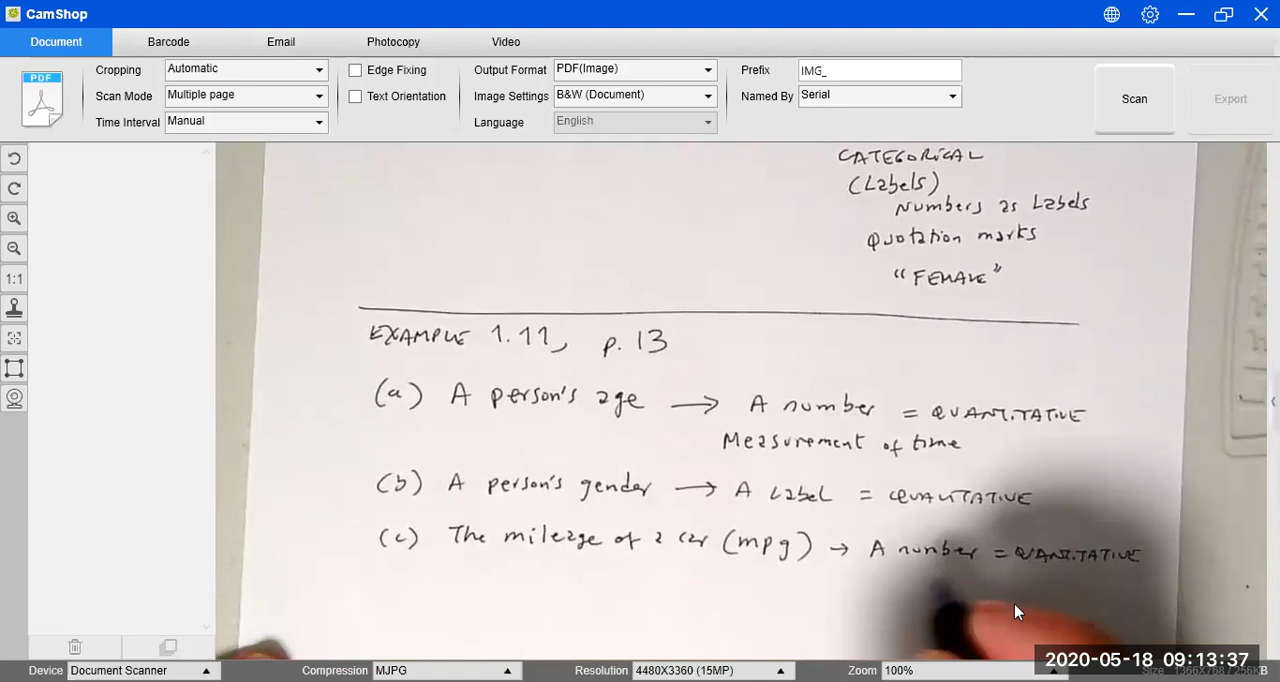 CamShop
Document Barcode Email Photocopy Video
PDF
Cropping Automatic
Scan Mode Multiple page
Time Interval Manual
Edge Fixing
Text Orientation
Output Format PDF(Image)
Image Settings B&W (Document)
Language English
Prefix IMG_
Named By Serial
Scan
Export
1:1
CATEGORICAL
(Labels)
Numbers as Labels
Quotation marks
"FEMALE"
EXAMPLE 1.11, p. 13
(a) A person's age → A number = QUANTITATIVE
Measurement of time
(b) A person's gender → A Label = QUALITATIVE
(c) The mileage of a car (mpg) → A number = QUANTITATIVE
2020-05-18 09:13:37
Device Document Scanner Compression MJPG Resolution 4480X3360 (15MP) Zoom 100%